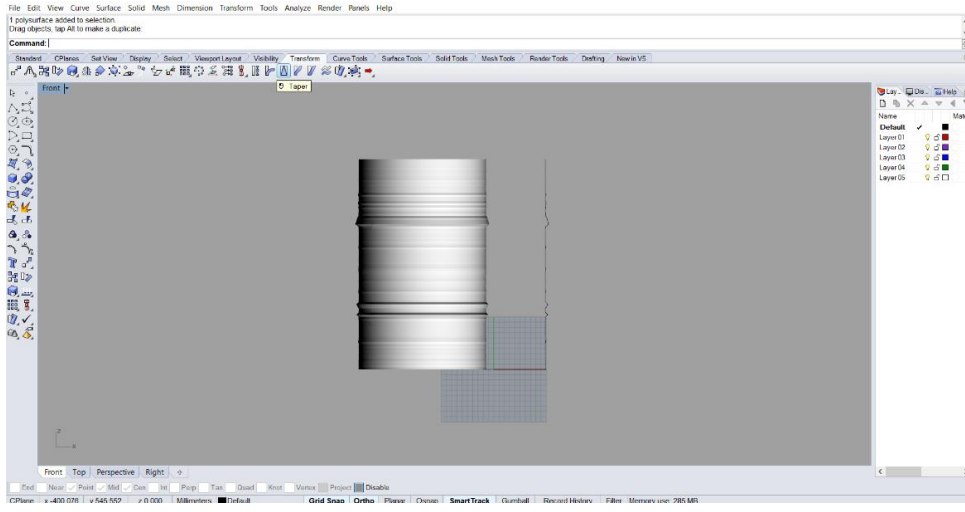 File Edit View Curve Surface Solid Mesh Dimension Transform Tools Analyze Render Panels Help
1 polysurface added to selection.
Drag objects, tap Alt to make a duplicate
Command:
Standard CPlanes Set View Display Select Viewport Layout Visibility Transform Curve Tools Surface Tools Solid Tools Mesh Tools Render Tools Drafting New in V5
Taper
Front
Lay... Dis... Help
Name Mat
Default
Layer 01
Layer 02
Layer 03
Layer 04
Layer 05
z
x
Front Top Perspective Right
End Near Point Mid Cen Int Perp Tan Quad Knot Vertex Project Disable
CPlane x -400.078 y 545.552 z 0.000 Millimeters Default Grid Snap Ortho Planar Osnap SmartTrack Gumball Record History Filter Memory use: 285 MB